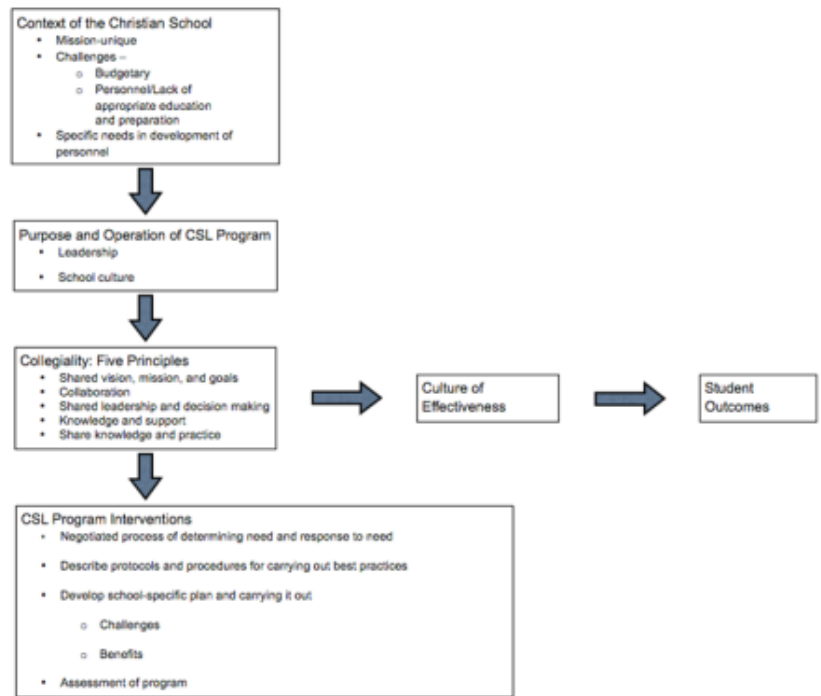 Context of the Christian School
• Mission-unique
• Challenges –
o Budgetary
o Personnel/Lack of
appropriate education
and preparation
• Specific needs in development of
personnel
Purpose and Operation of CSL Program
• Leadership
• School culture
Collegiality: Five Principles
• Shared vision, mission, and goals
• Collaboration
• Shared leadership and decision making
• Knowledge and support
• Share knowledge and practice
Culture of
Effectiveness
Student
Outcomes
CSL Program Interventions
• Negotiated process of determining need and response to need
• Describe protocols and procedures for carrying out best practices
• Develop school-specific plan and carrying it out
o Challenges
o Benefits
• Assessment of program